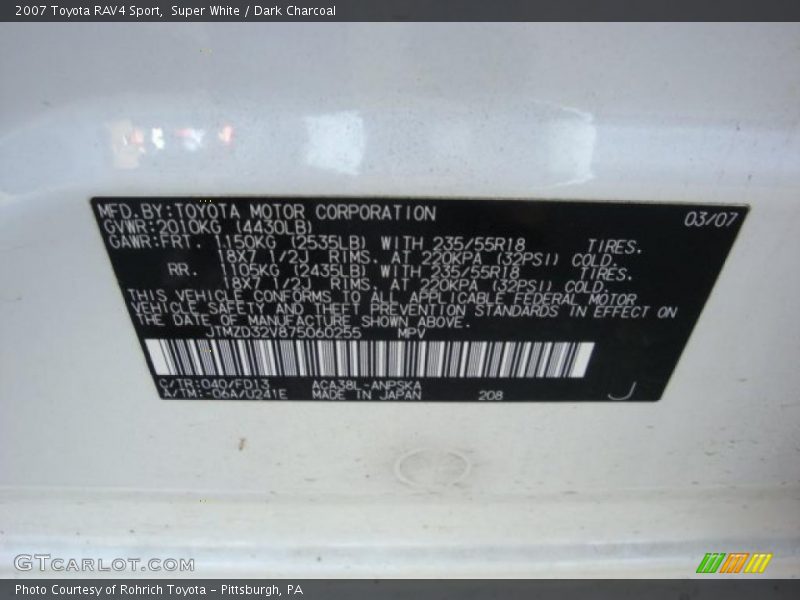 2007 Toyota RAV4 Sport, Super White / Dark Charcoal
MFD.BY:TOYOTA MOTOR CORPORATION 03/07
GVWR:2010KG (4430LB)
GAWR:FRT. 1150KG (2535LB) WITH 235/55R18 TIRES.
18X7 1/2J RIMS. AT 220KPA (32PSI) COLD.
RR. 1105KG (2435LB) WITH 235/55R18 TIRES.
18X7 1/2J RIMS. AT 220KPA (32PSI) COLD.
THIS VEHICLE CONFORMS TO ALL APPLICABLE FEDERAL MOTOR
VEHICLE SAFETY AND THEFT PREVENTION STANDARDS IN EFFECT ON
THE DATE OF MANUFACTURE SHOWN ABOVE.
JTMZD32V875060255 MPV
C/TR:040/FD13 ACA38L-ANPSKA
A/TM:-06A/U241E MADE IN JAPAN 208 J
GTCARLOT.COM
Photo Courtesy of Rohrich Toyota - Pittsburgh, PA